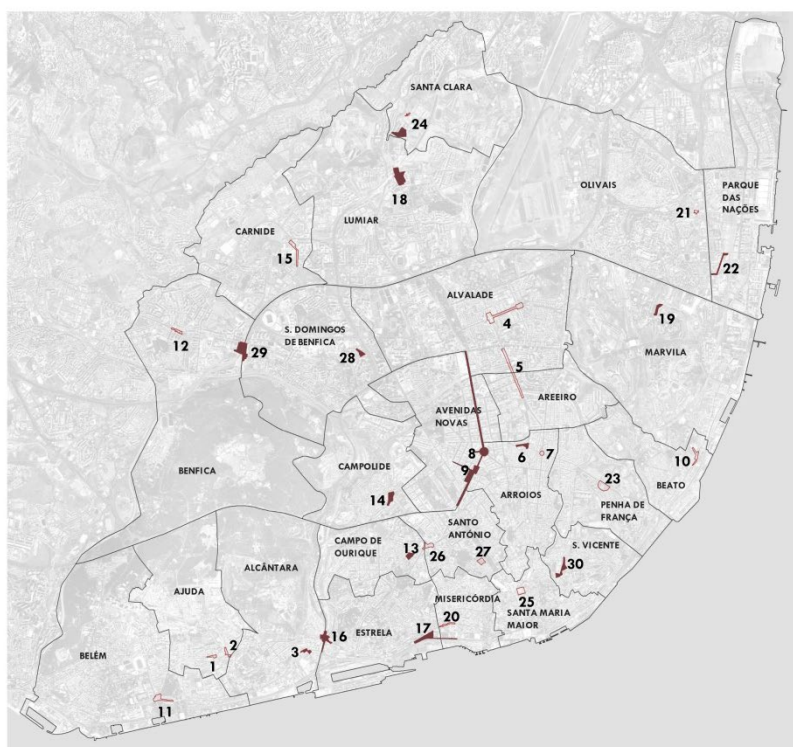 SANTA CLARA
24
18
OLIVAIS
PARQUE
DAS
NAÇÕES
LUMIAR
21
CARNIDE
15
22
ALVALADE
4
19
12
S. DOMINGOS
DE BENFICA
29
28
MARVILA
5
AREEIRO
AVENIDAS
NOVAS
8
6
7
10
BENFICA
CAMPOLIDE
9
23
BEATO
14
ARROIOS
PENHA DE
FRANÇA
SANTO
ANTÓNIO
CAMPO DE
OURIQUE
13
26
27
S. VICENTE
30
ALCÂNTARA
AJUDA
MISERICÓRDIA
25
SANTA MARIA
MAIOR
20
17
16
ESTRELA
BELÉM
1
2
3
11